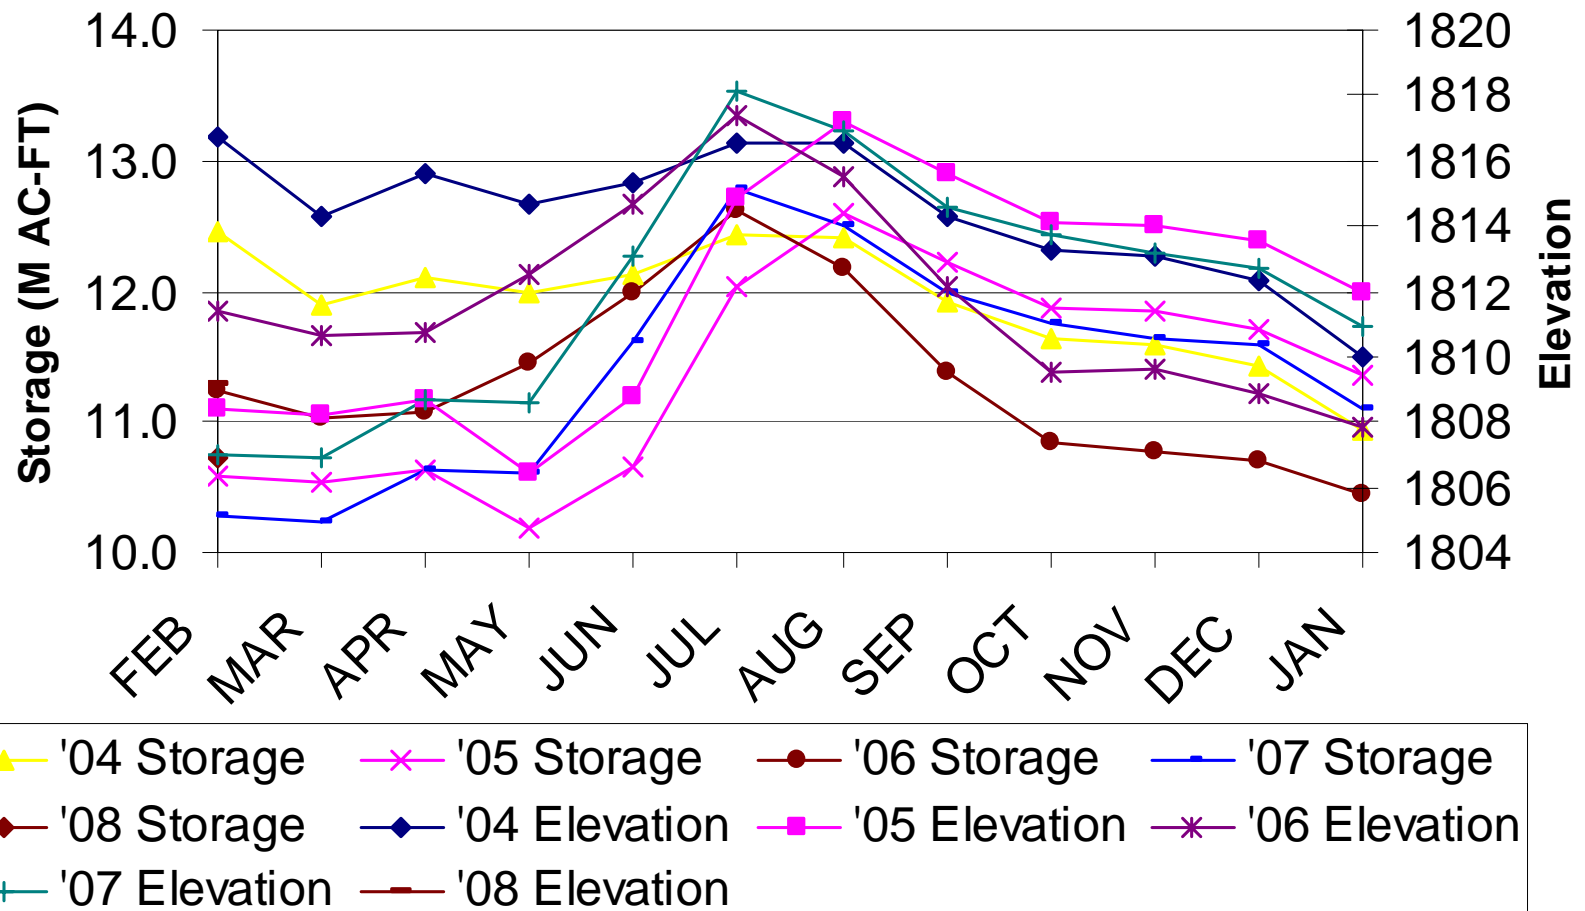 14.0
13.0
12.0
11.0
10.0
Storage (M AC-FT)
1820
1818
1816
1814
1812
1810
1808
1806
1804
Elevation
FEB
MAR
APR
MAY
JUN
JUL
AUG
SEP
OCT
NOV
DEC
JAN
'04 Storage '05 Storage '06 Storage '07 Storage
'08 Storage '04 Elevation '05 Elevation '06 Elevation
'07 Elevation '08 Elevation